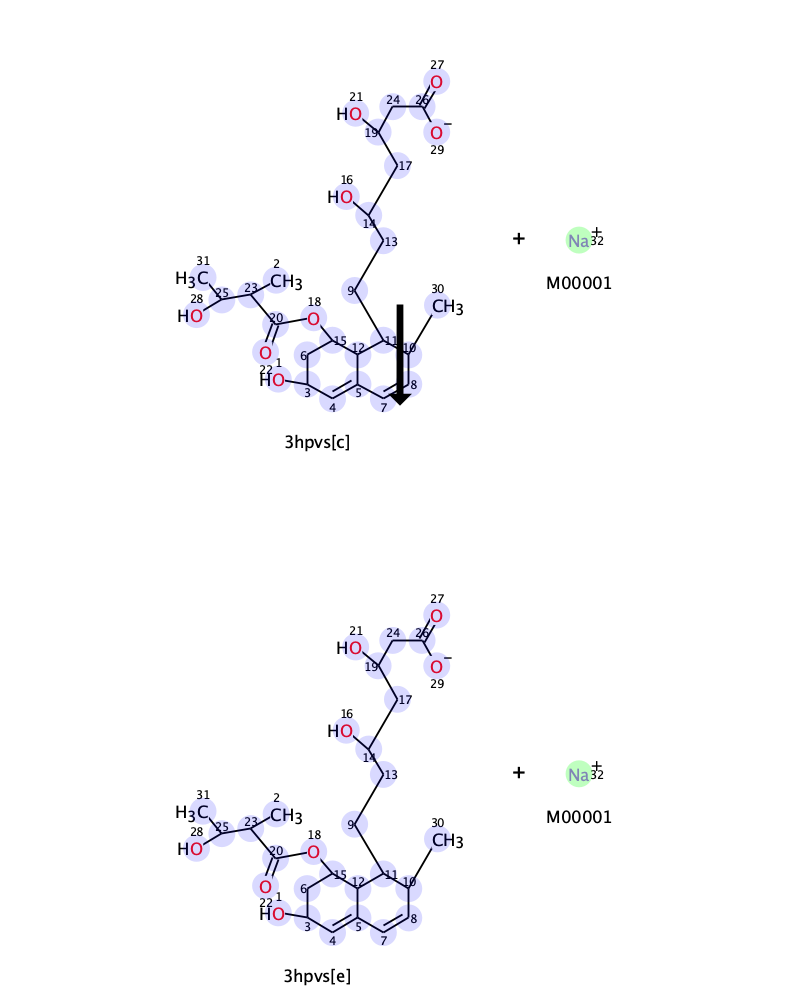 27
O
21
24
26
HO
O−
19
29
17
16
HO
14
13
+
Na+
32
M00001
31
2
9
30
H3C
25
23
CH3
18
CH3
28
HO
20
O
15
12
11
10
O
6
22
1
HO
3
5
8
4
7
3hpvs[c]
27
O
21
24
26
HO
O−
19
29
17
16
HO
14
13
+
Na+
32
M00001
31
2
9
30
H3C
25
23
CH3
18
CH3
28
HO
20
O
15
12
11
10
O
6
22
1
HO
3
5
8
4
7
3hpvs[e]